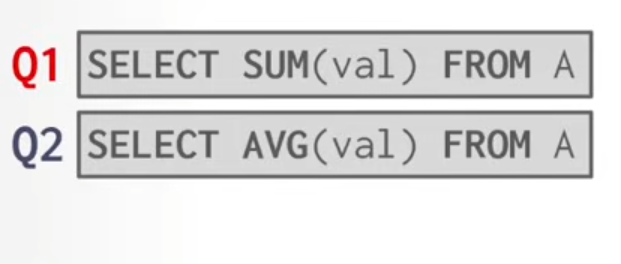 Q1 SELECT SUM(val) FROM A
Q2 SELECT AVG(val) FROM A